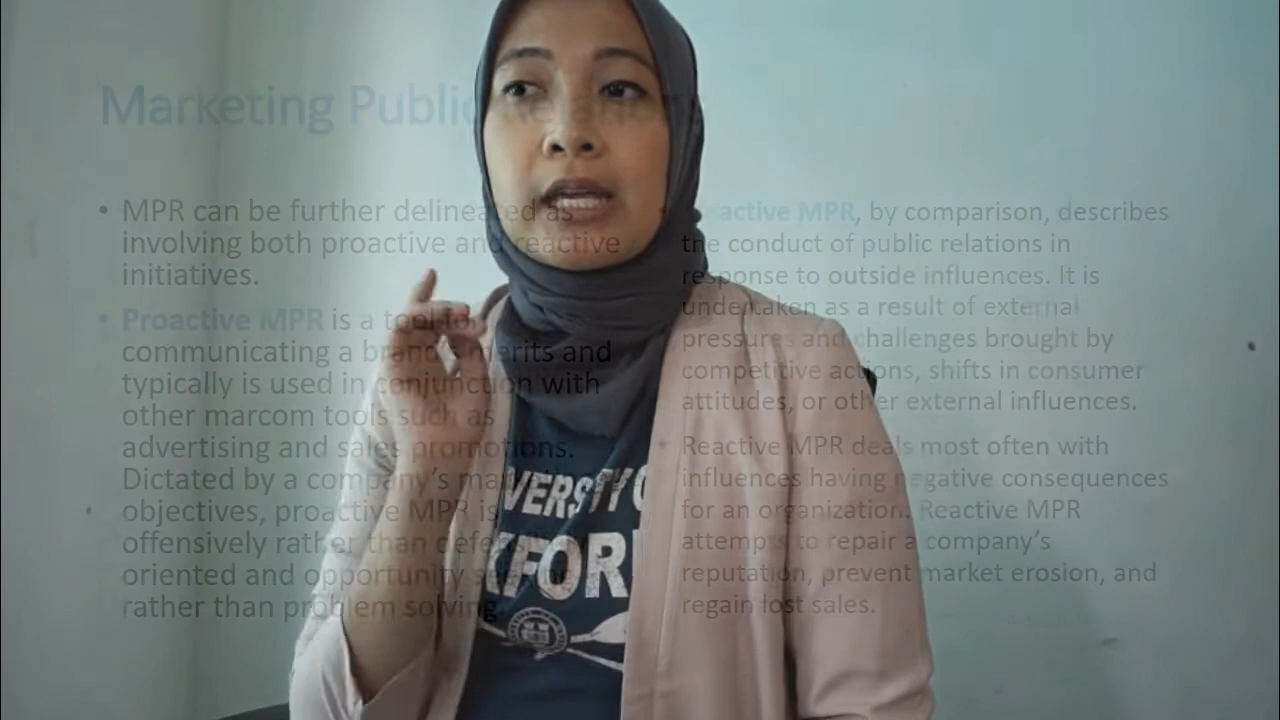 Marketing Public
• MPR can be further delineated as
involving both proactive and reactive
initiatives.
• Proactive MPR is a tool for
communicating a brand's merits and
typically is used in conjunction with
other marcom tools such as
advertising and sales promotions.
Dictated by a company's
objectives, proactive MPR is
offensively rather than
oriented and opportunity
rather than problem solving
Reactive MPR, by comparison, describes
the conduct of public relations in
response to outside influences. It is
undertaken as a result of external
pressures and challenges brought by
competitive actions, shifts in consumer
attitudes, or other external influences.
• Reactive MPR deals most often with
influences having negative consequences
for an organization. Reactive MPR
attempts to repair a company's
reputation, prevent market erosion, and
regain lost sales.
VERSITY O
XFOR